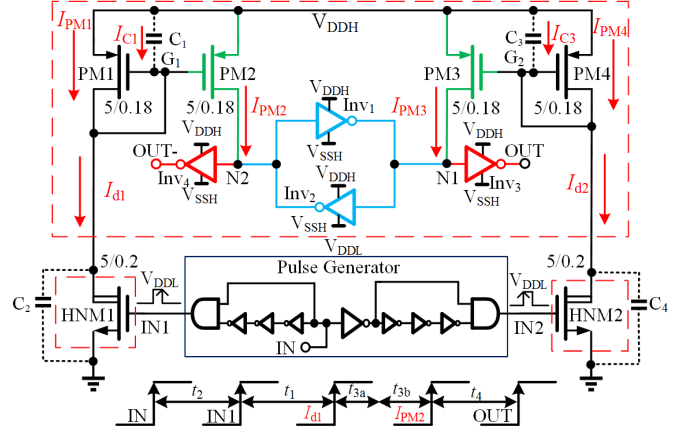 I_PM1 I_C1 C_1 V_DDH C_3 I_C3 I_PM4
PM1 G_1 PM2 PM3 G_2 PM4
5/0.18 5/0.18 I_PM2 Inv_1 I_PM3 5/0.18 5/0.18
V_DDH
V_SSH
V_DDH
OUT- Inv_4 V_SSH N2
V_DDH
Inv_2
V_SSH
V_DDH
N1 Inv_3 OUT
V_SSH
I_d1 I_d2
V_DDL
5/0.2 Pulse Generator 5/0.2
C_2 HNM1 V_DDL IN1
IN
V_DDL IN2 HNM2 C_4
t_2 t_1 t_3a t_3b t_4
IN IN1 I_d1 I_PM2 OUT